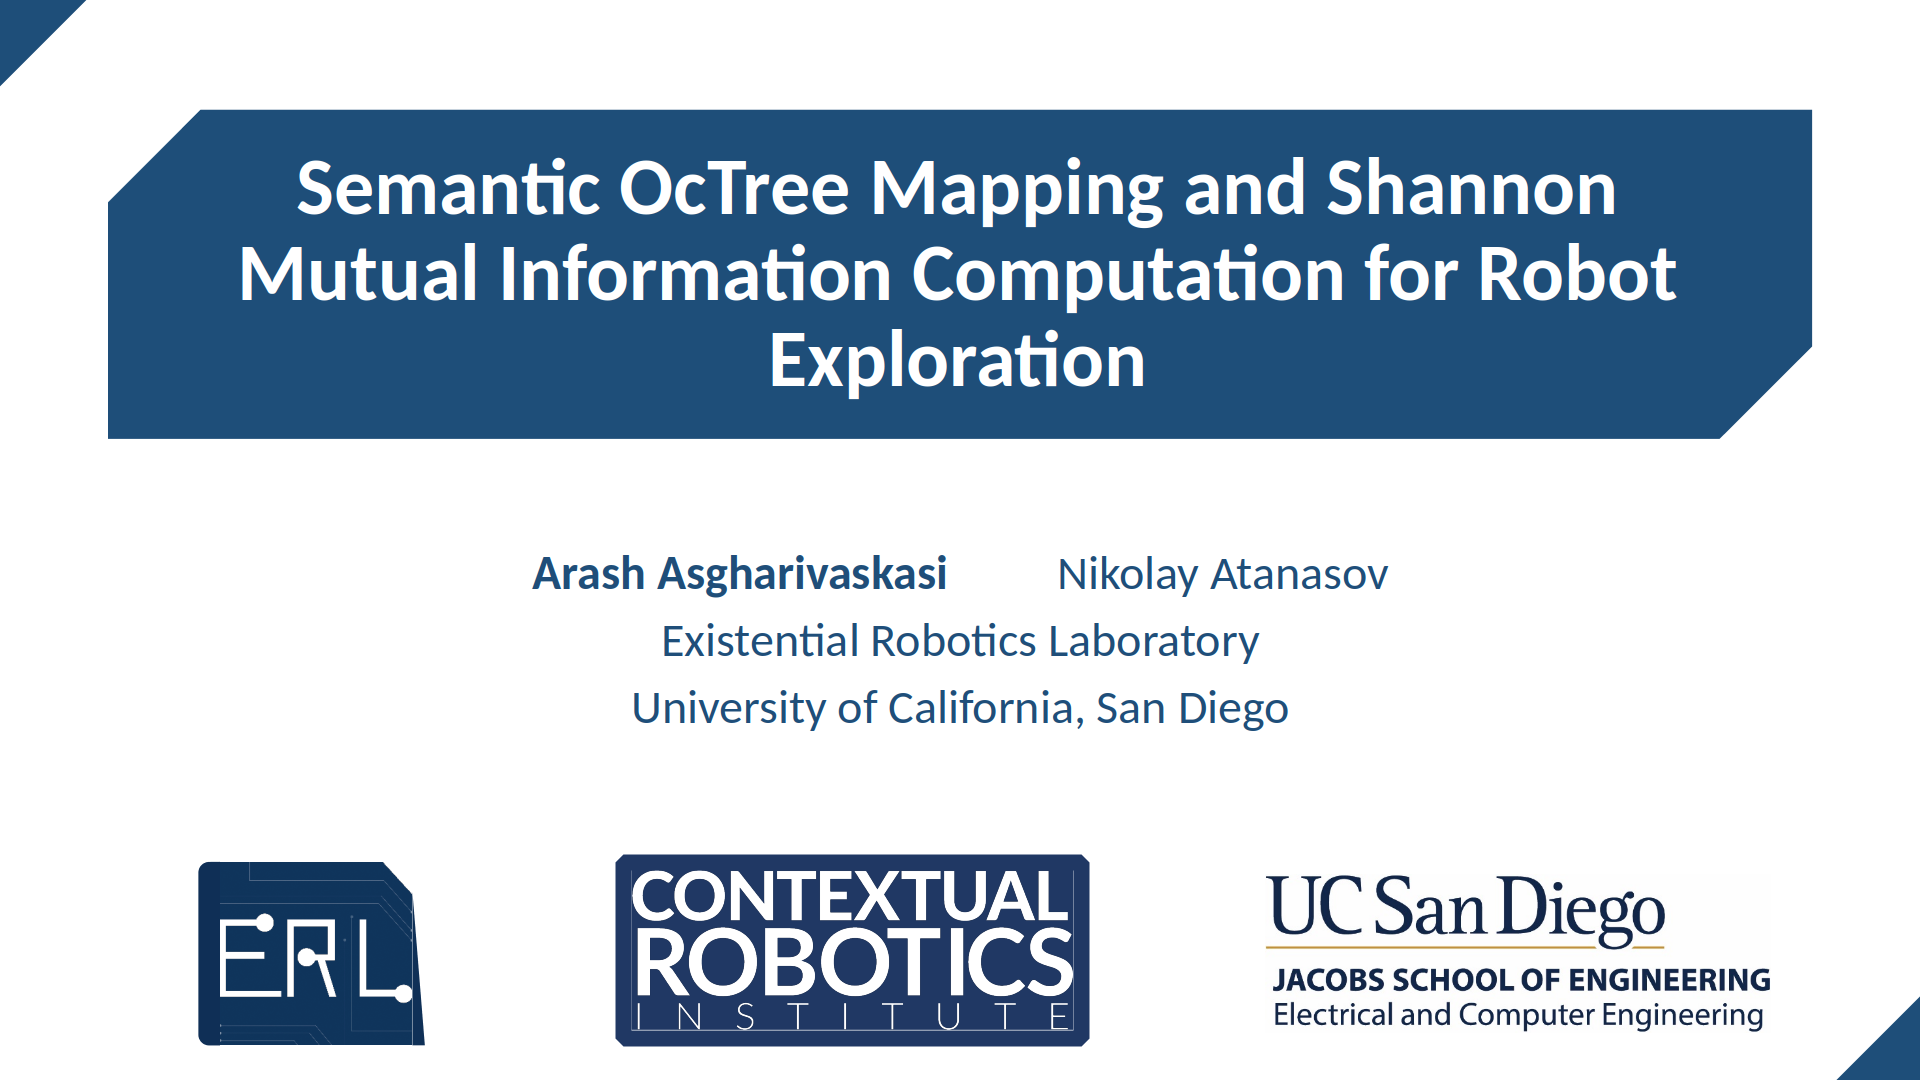 Semantic OcTree Mapping and Shannon
Mutual Information Computation for Robot
Exploration
Arash Asgharivaskasi Nikolay Atanasov
Existential Robotics Laboratory
University of California, San Diego
ERL
CONTEXTUAL
ROBOTICS
INSTITUTE
UC San Diego
JACOBS SCHOOL OF ENGINEERING
Electrical and Computer Engineering